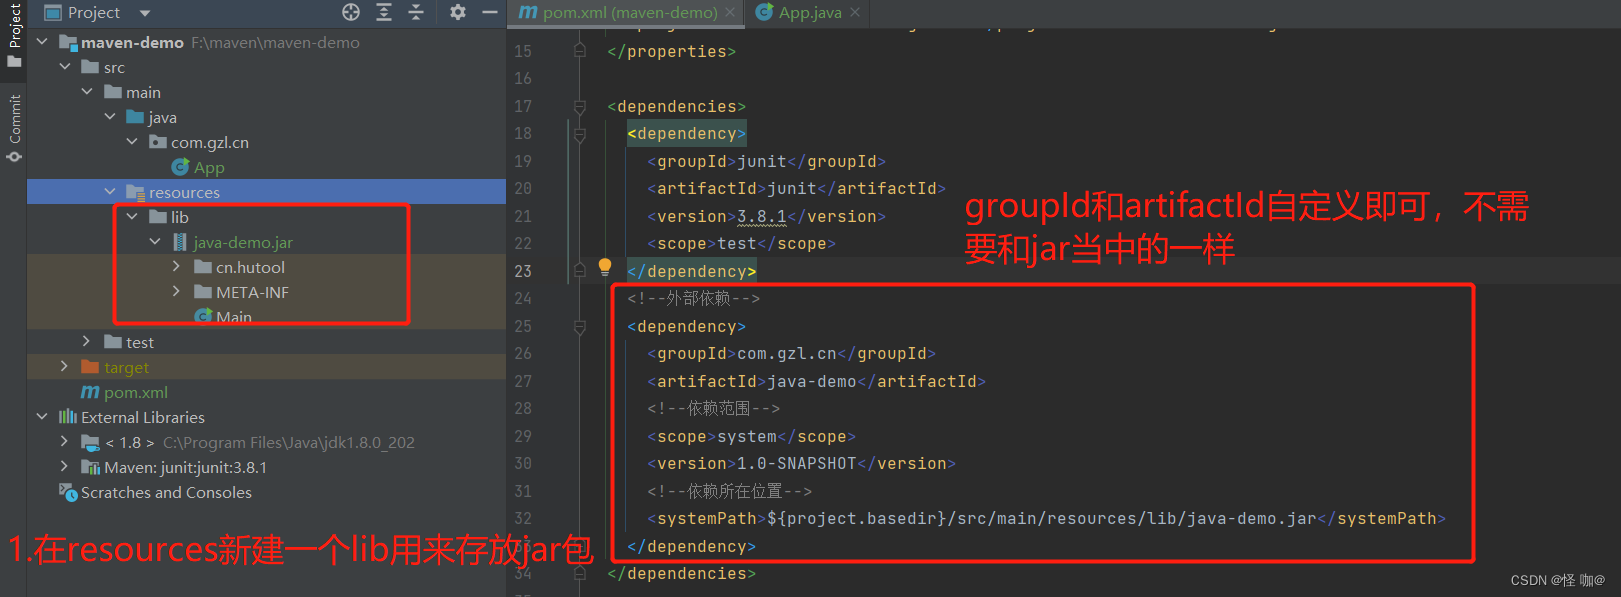 Project
Commit
Project
maven-demo F:\maven\maven-demo
src
main
java
com.gzl.cn
App
resources
lib
java-demo.jar
cn.hutool
META-INF
Main
test
target
pom.xml
External Libraries
< 1.8 > C:\Program Files\Java\jdk1.8.0_202
Maven: junit:junit:3.8.1
Scratches and Consoles
1.在resources新建一个lib用来存放jar包
pom.xml (maven-demo)
App.java
15 </properties>
16
17 <dependencies>
18 <dependency>
19 <groupId>junit</groupId>
20 <artifactId>junit</artifactId>
21 <version>3.8.1</version>
22 <scope>test</scope>
23 </dependency>
24 <!--外部依赖-->
25 <dependency>
26 <groupId>com.gzl.cn</groupId>
27 <artifactId>java-demo</artifactId>
28 <!--依赖范围-->
29 <scope>system</scope>
30 <version>1.0-SNAPSHOT</version>
31 <!--依赖所在位置-->
32 <systemPath>${project.basedir}/src/main/resources/lib/java-demo.jar</systemPath>
</dependency>
34 </dependencies>
groupId和artifactId自定义即可，不需
要和jar当中的一样
CSDN @怪 咖@